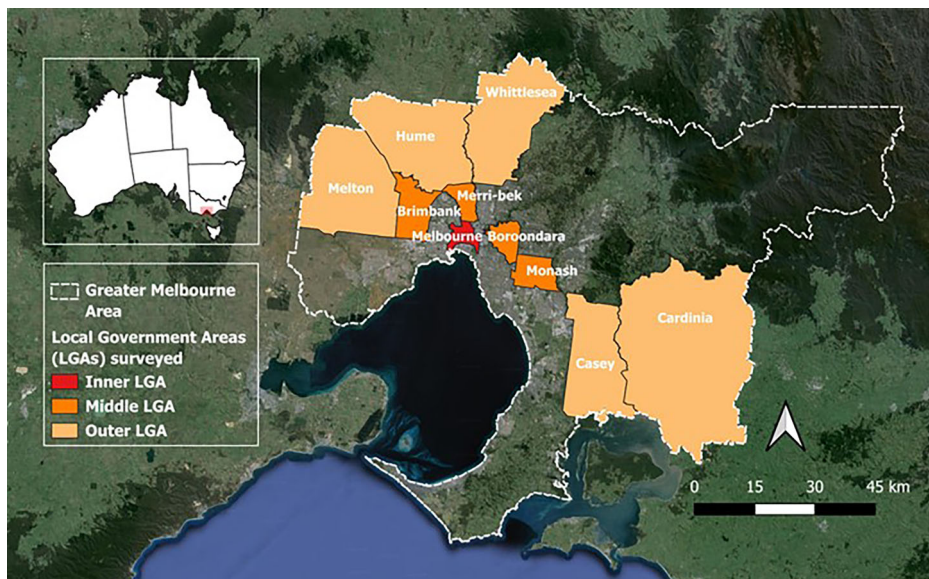 Whittlesea
Hume
Melton
Merri-bek
Brimbank
Melbourne Boroondara
Monash
Cardinia
Casey
Greater Melbourne
Area
Local Government Areas
(LGAs) surveyed
Inner LGA
Middle LGA
Outer LGA
0 15 30 45 km